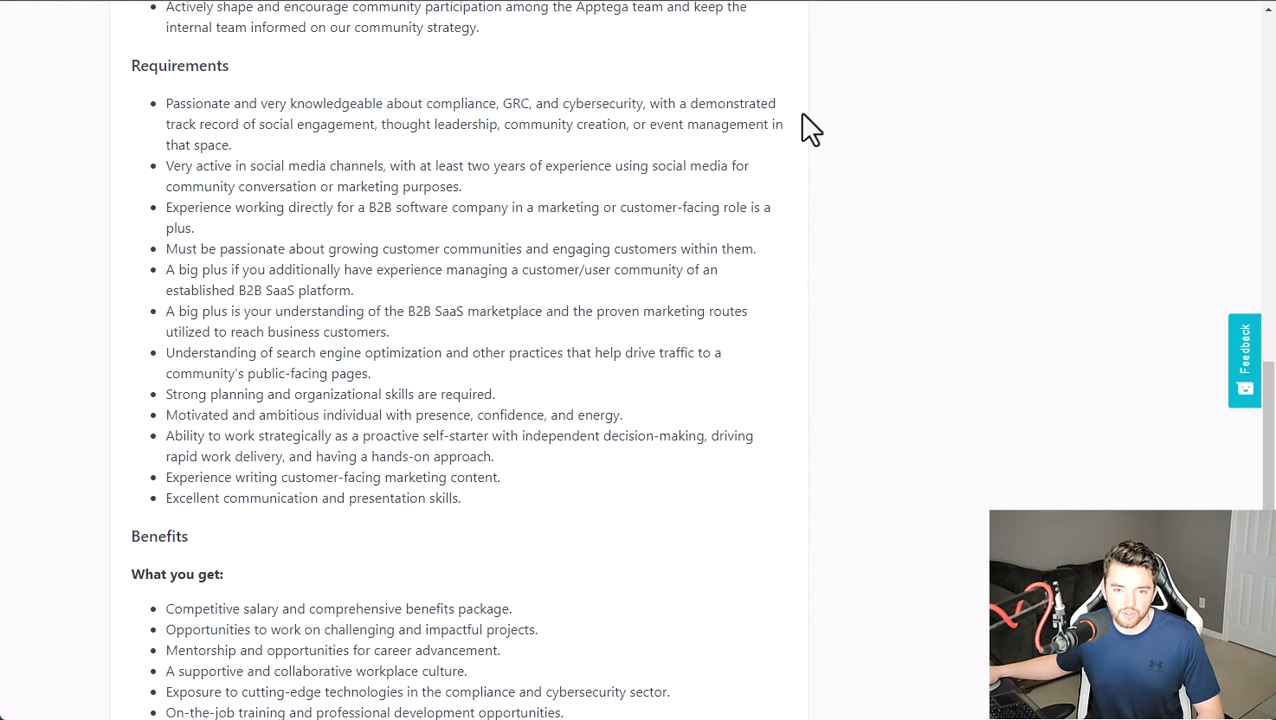 Actively shape and encourage community participation among the Apptega team and keep the
internal team informed on our community strategy.
Requirements
Passionate and very knowledgeable about compliance, GRC, and cybersecurity, with a demonstrated
track record of social engagement, thought leadership, community creation, or event management in
that space.
Very active in social media channels, with at least two years of experience using social media for
community conversation or marketing purposes.
Experience working directly for a B2B software company in a marketing or customer-facing role is a
plus.
Must be passionate about growing customer communities and engaging customers within them.
A big plus if you additionally have experience managing a customer/user community of an
established B2B SaaS platform.
A big plus is your understanding of the B2B SaaS marketplace and the proven marketing routes
utilized to reach business customers.
Understanding of search engine optimization and other practices that help drive traffic to a
community's public-facing pages.
Strong planning and organizational skills are required.
Motivated and ambitious individual with presence, confidence, and energy.
Ability to work strategically as a proactive self-starter with independent decision-making, driving
rapid work delivery, and having a hands-on approach.
Experience writing customer-facing marketing content.
Excellent communication and presentation skills.
Benefits
What you get:
Competitive salary and comprehensive benefits package.
Opportunities to work on challenging and impactful projects.
Mentorship and opportunities for career advancement.
A supportive and collaborative workplace culture.
Exposure to cutting-edge technologies in the compliance and cybersecurity sector.
On-the-job training and professional development opportunities.
Feedback